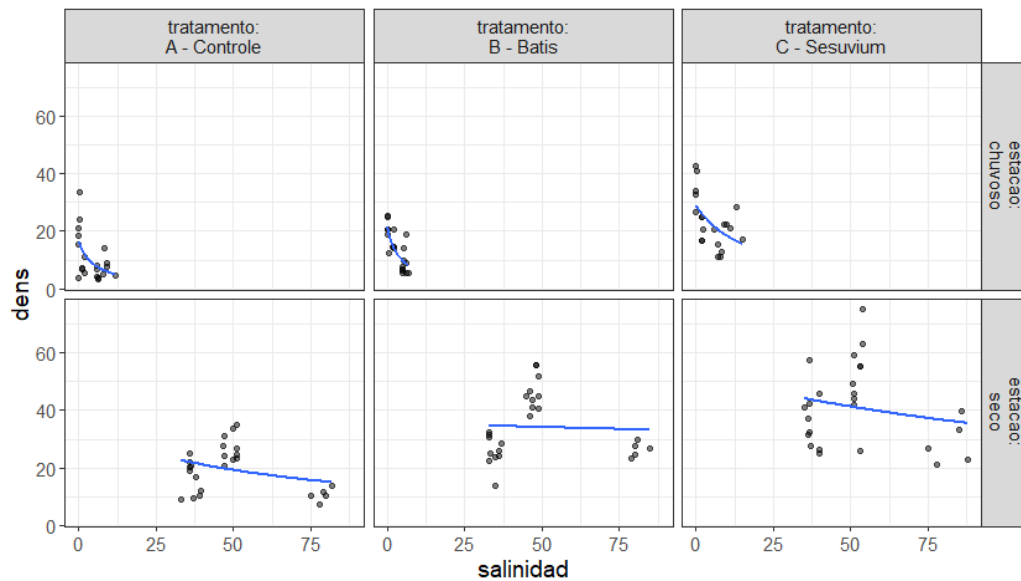 tratamento:
A - Controle
tratamento:
B - Batis
tratamento:
C - Sesuvium
60
40
20
0
estacao:
chuvoso
dens
60
40
20
0
estacao:
seco
0 25 50 75
0 25 50 75
0 25 50 75
salinidad